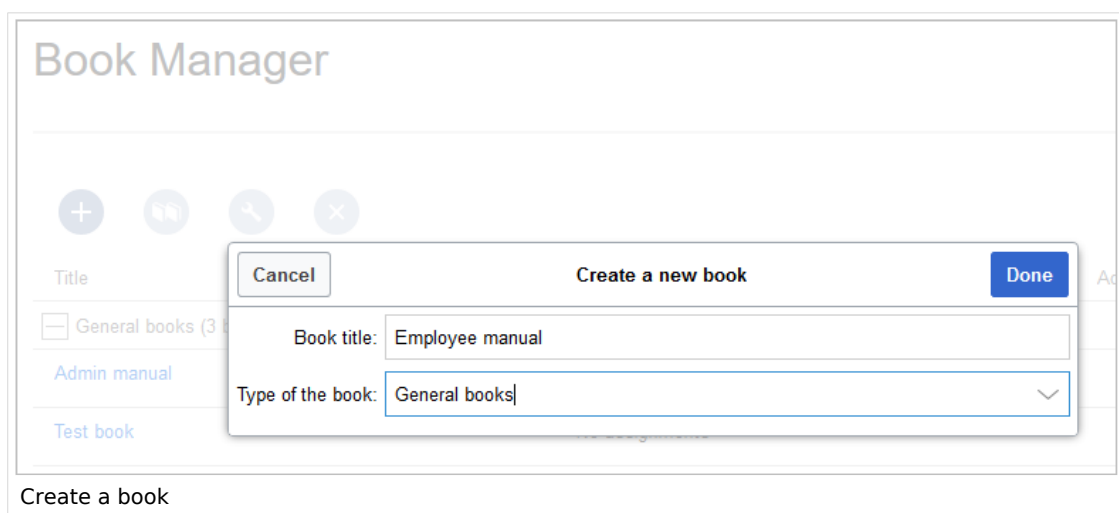 Book Manager
Title
Cancel
Create a new book
Done
General books (3
Book title:
Employee manual
Admin manual
Type of the book:
General books
Test book
Create a book